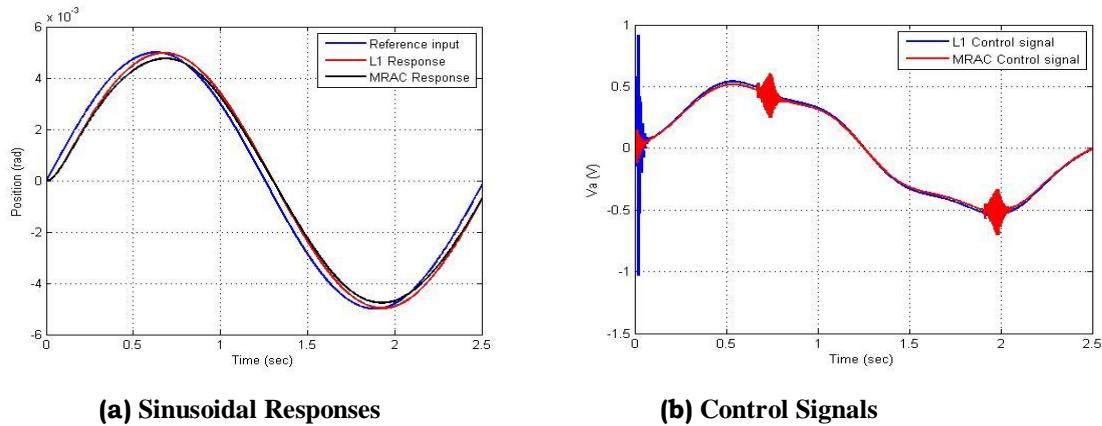 × 10⁻³
6
4
2
0
-2
-4
-6
Position (rad)
0
0.5
1
1.5
2
2.5
Time (sec)
Reference input
L1 Response
MRAC Response
(a) Sinusoidal Responses
1
0.5
0
-0.5
-1
-1.5
Va (V)
0
0.5
1
1.5
2
2.5
Time (sec)
L1 Control signal
MRAC Control signal
(b) Control Signals